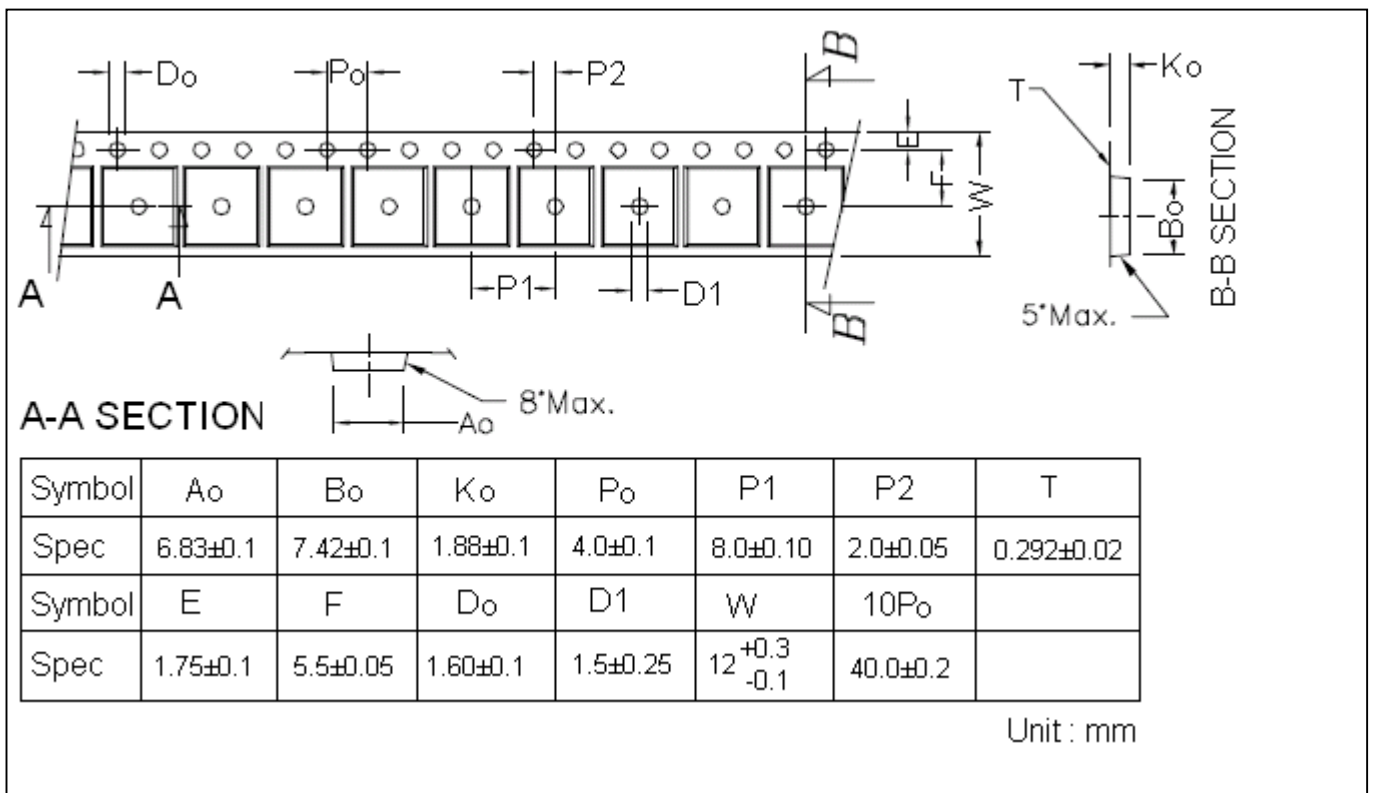 Do
Po
P2
B
Ko
T
E
F
W
Bo
B-B SECTION
A
A
P1
D1
B
5°Max.
8°Max.
A-A SECTION
Ao
Symbol Ao Bo Ko Po P1 P2 T
Spec 6.83±0.1 7.42±0.1 1.88±0.1 4.0±0.1 8.0±0.10 2.0±0.05 0.292±0.02
Symbol E F Do D1 W 10Po
Spec 1.75±0.1 5.5±0.05 1.60±0.1 1.5±0.25 12 +0.3 -0.1 40.0±0.2
Unit : mm